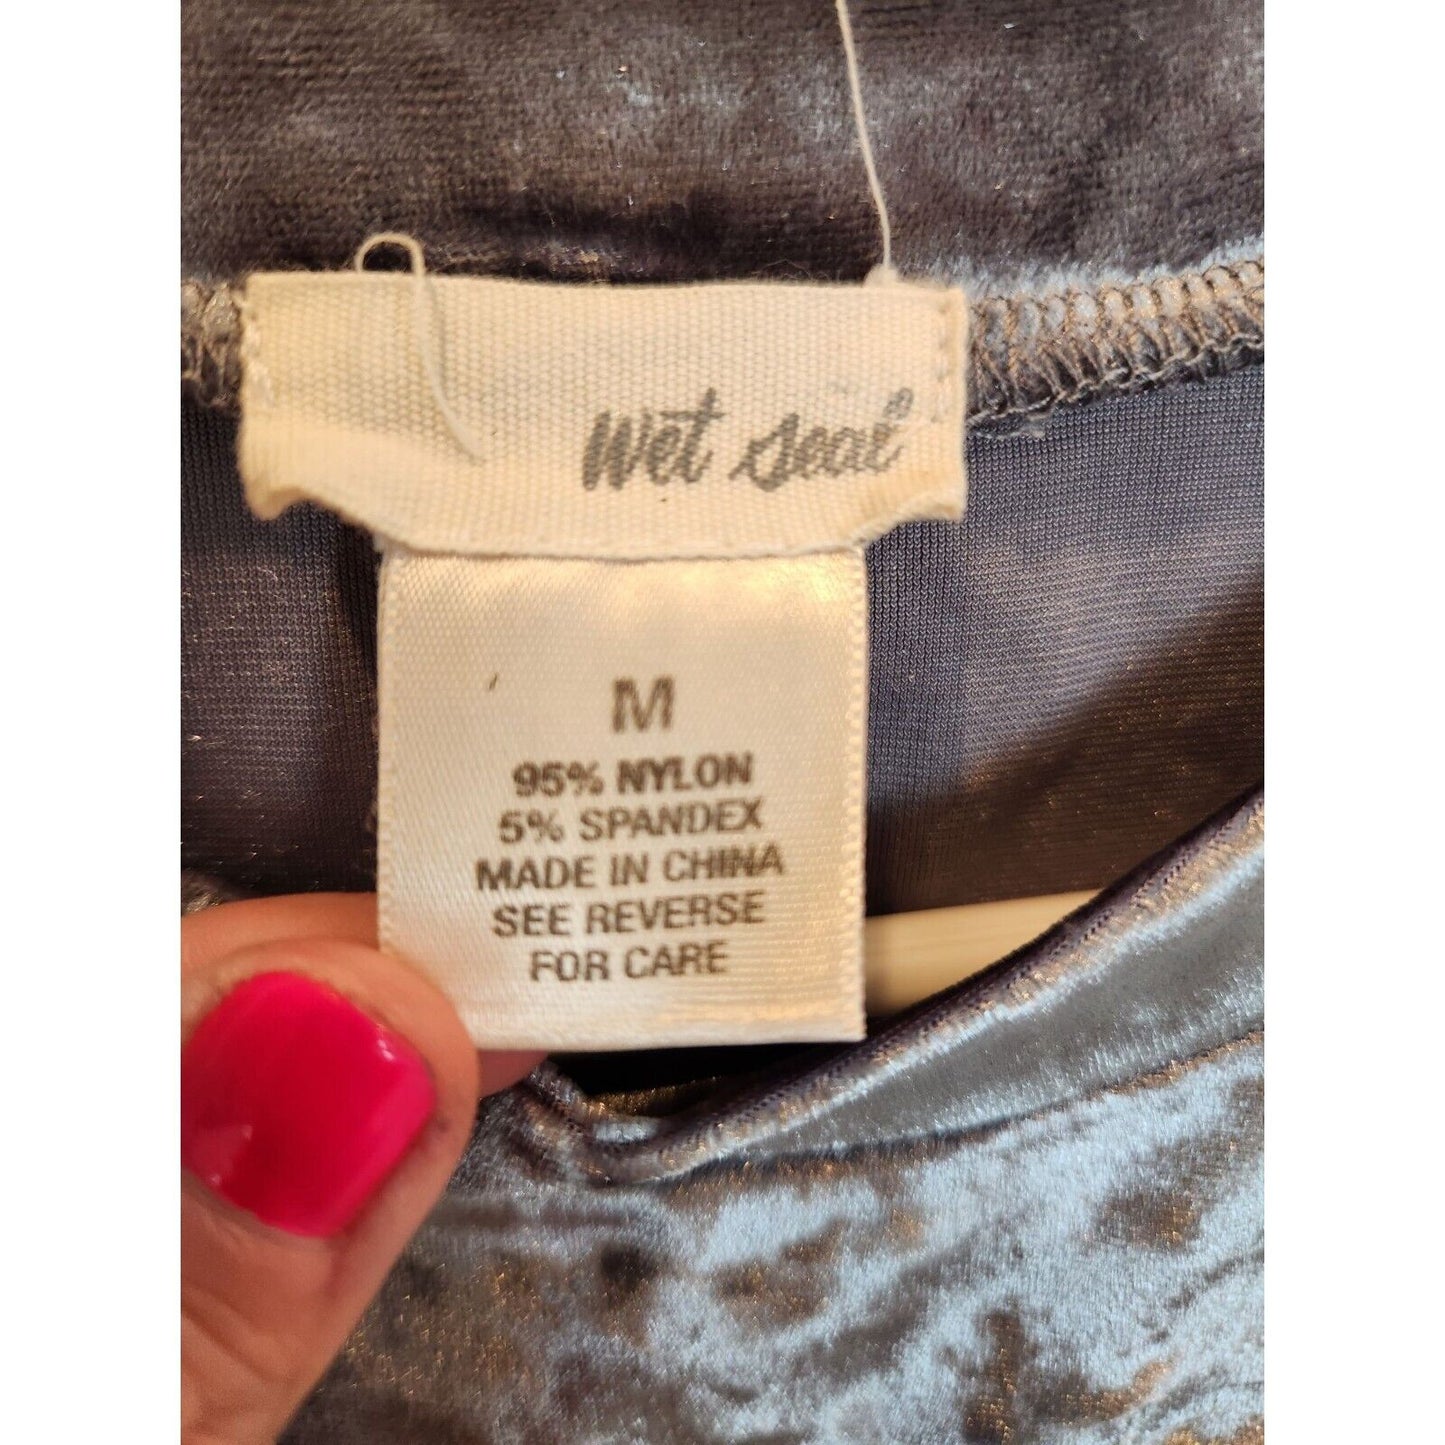 wet seal
M
95% NYLON
5% SPANDEX
MADE IN CHINA
SEE REVERSE
FOR CARE